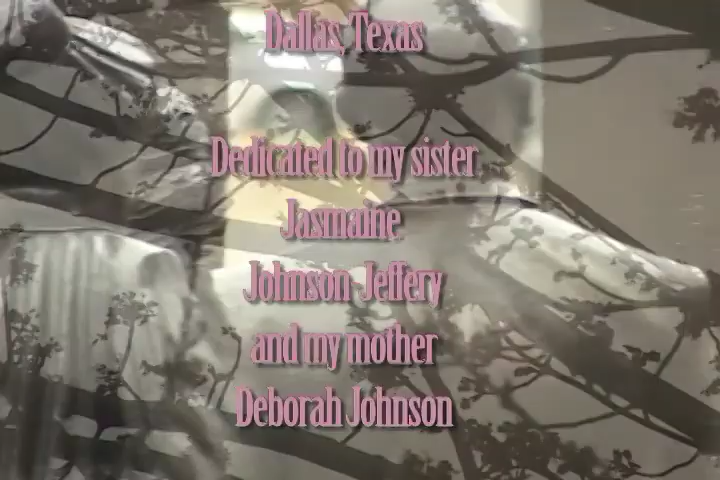 Dallas, Texas
Dedicated to my sister
Jasmaine
Johnson-Jeffery
and my mother
Deborah Johnson